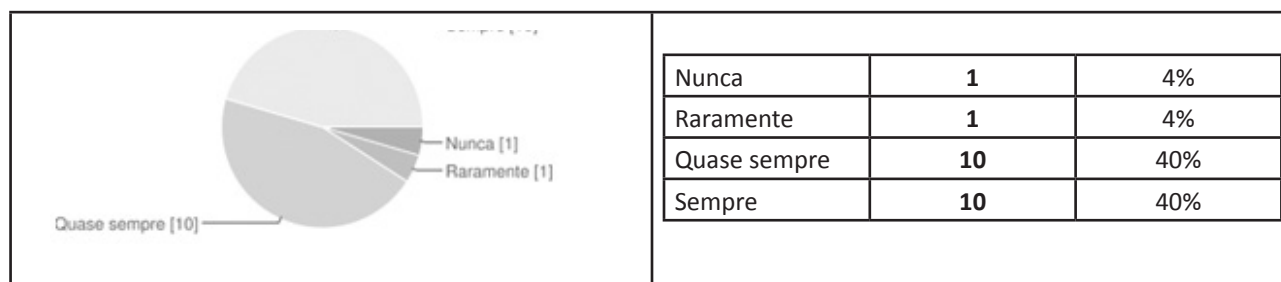 Nunca [1]
Raramente [1]
Quase sempre [10]
Nunca 1 4%
Raramente 1 4%
Quase sempre 10 40%
Sempre 10 40%